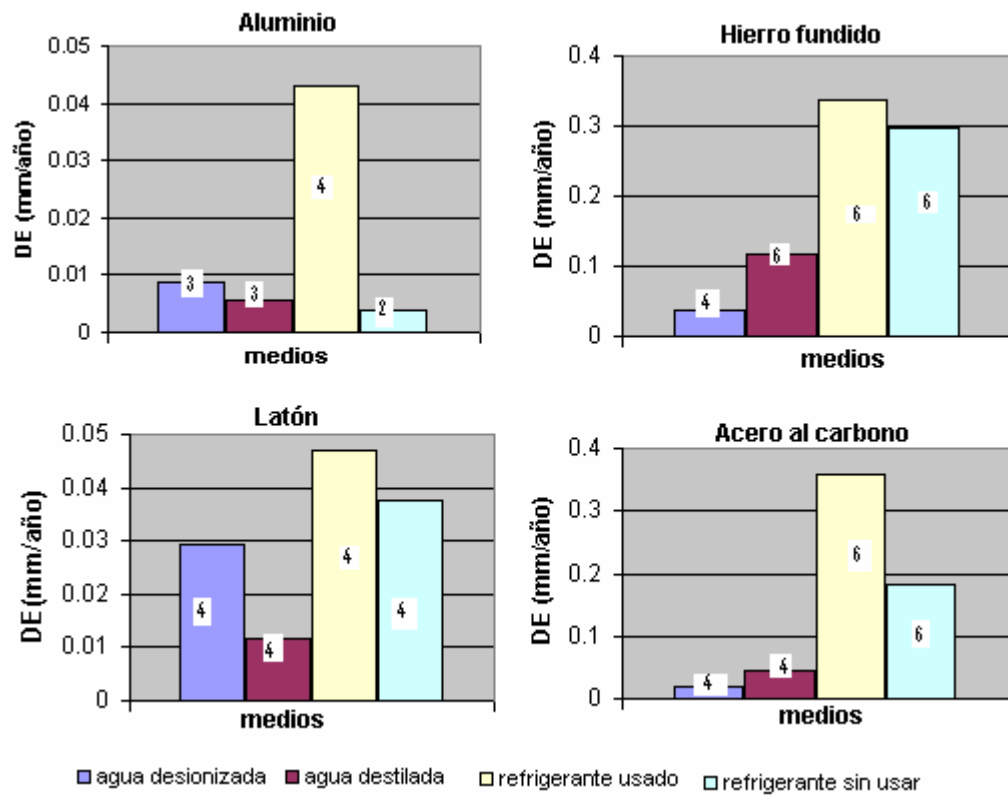 Aluminio
DE (mm/año)
0.05
0.04
0.03
0.02
0.01
0
3
3
4
2
medios
Hierro fundido
DE (mm/año)
0.4
0.3
0.2
0.1
0
4
6
6
6
medios
Latón
DE(mm/año)
0.05
0.04
0.03
0.02
0.01
0
4
4
4
4
medios
Acero al carbono
DE (mm/año)
0.4
0.3
0.2
0.1
0
4
4
6
6
medios
agua desionizada agua destilada refrigerante usado refrigerante sin usar